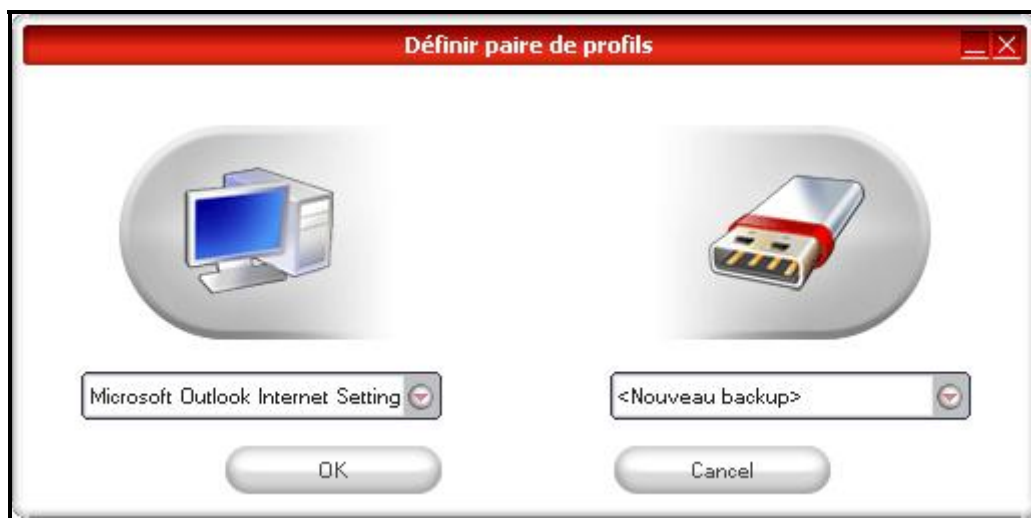 Définir paire de profils
Microsoft Outlook Internet Setting
<Nouveau backup>
OK
Cancel